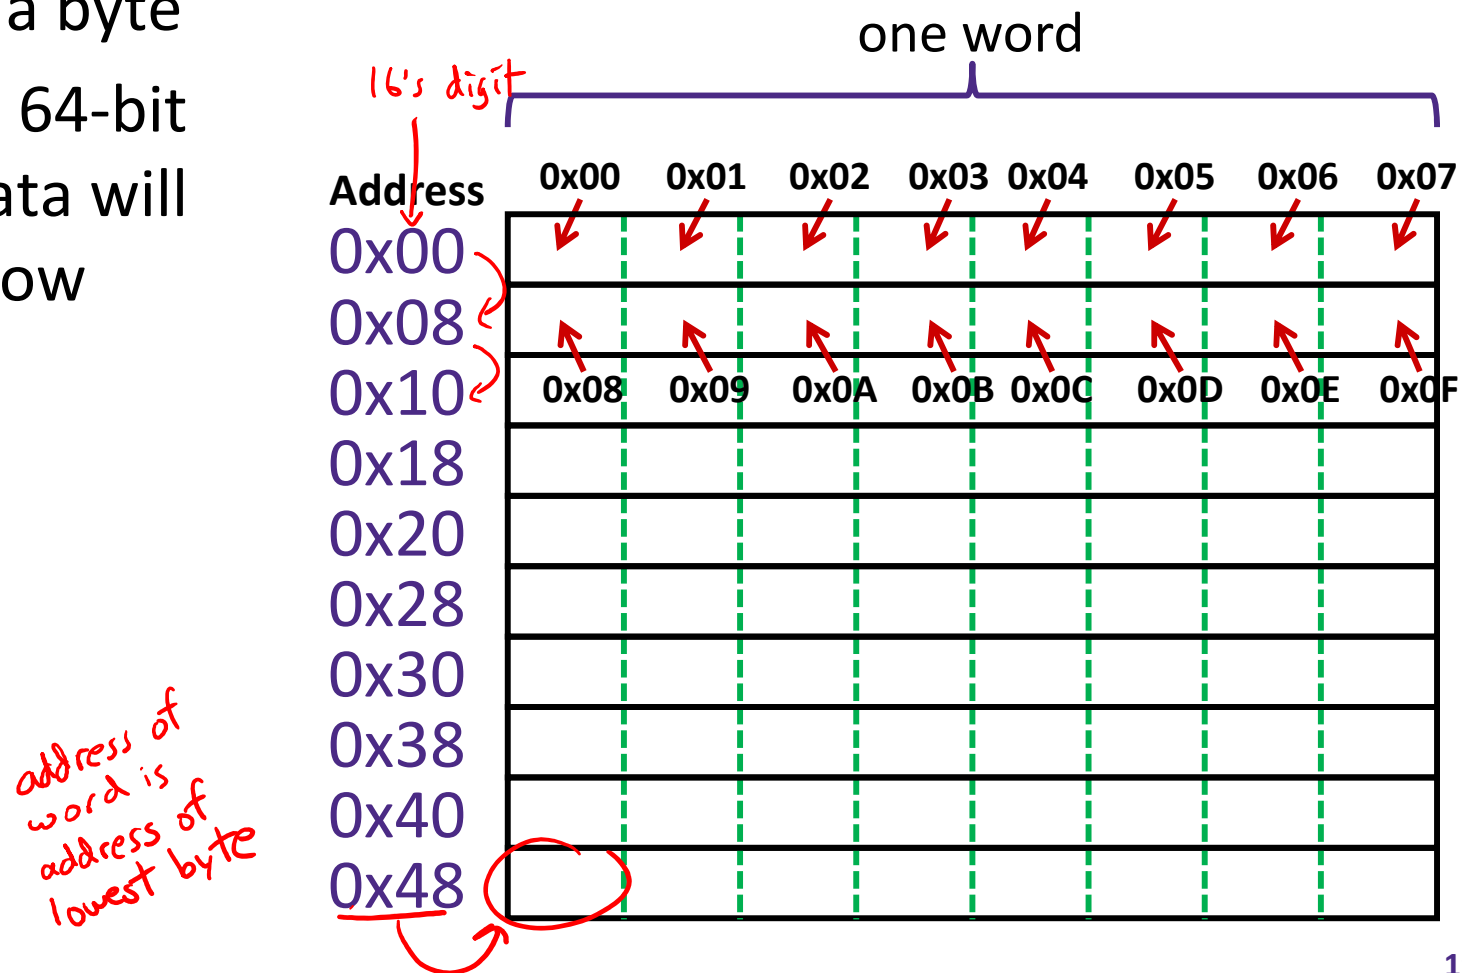 a byte
64-bit
ata will
ow
one word
16's digit
Address
0x00 0x01 0x02 0x03 0x04 0x05 0x06 0x07
0x00
0x08
0x10
0x08 0x09 0x0A 0x0B 0x0C 0x0D 0x0E 0x0F
0x18
0x20
0x28
0x30
0x38
0x40
0x48
address of
word is
address of
lowest byte
1